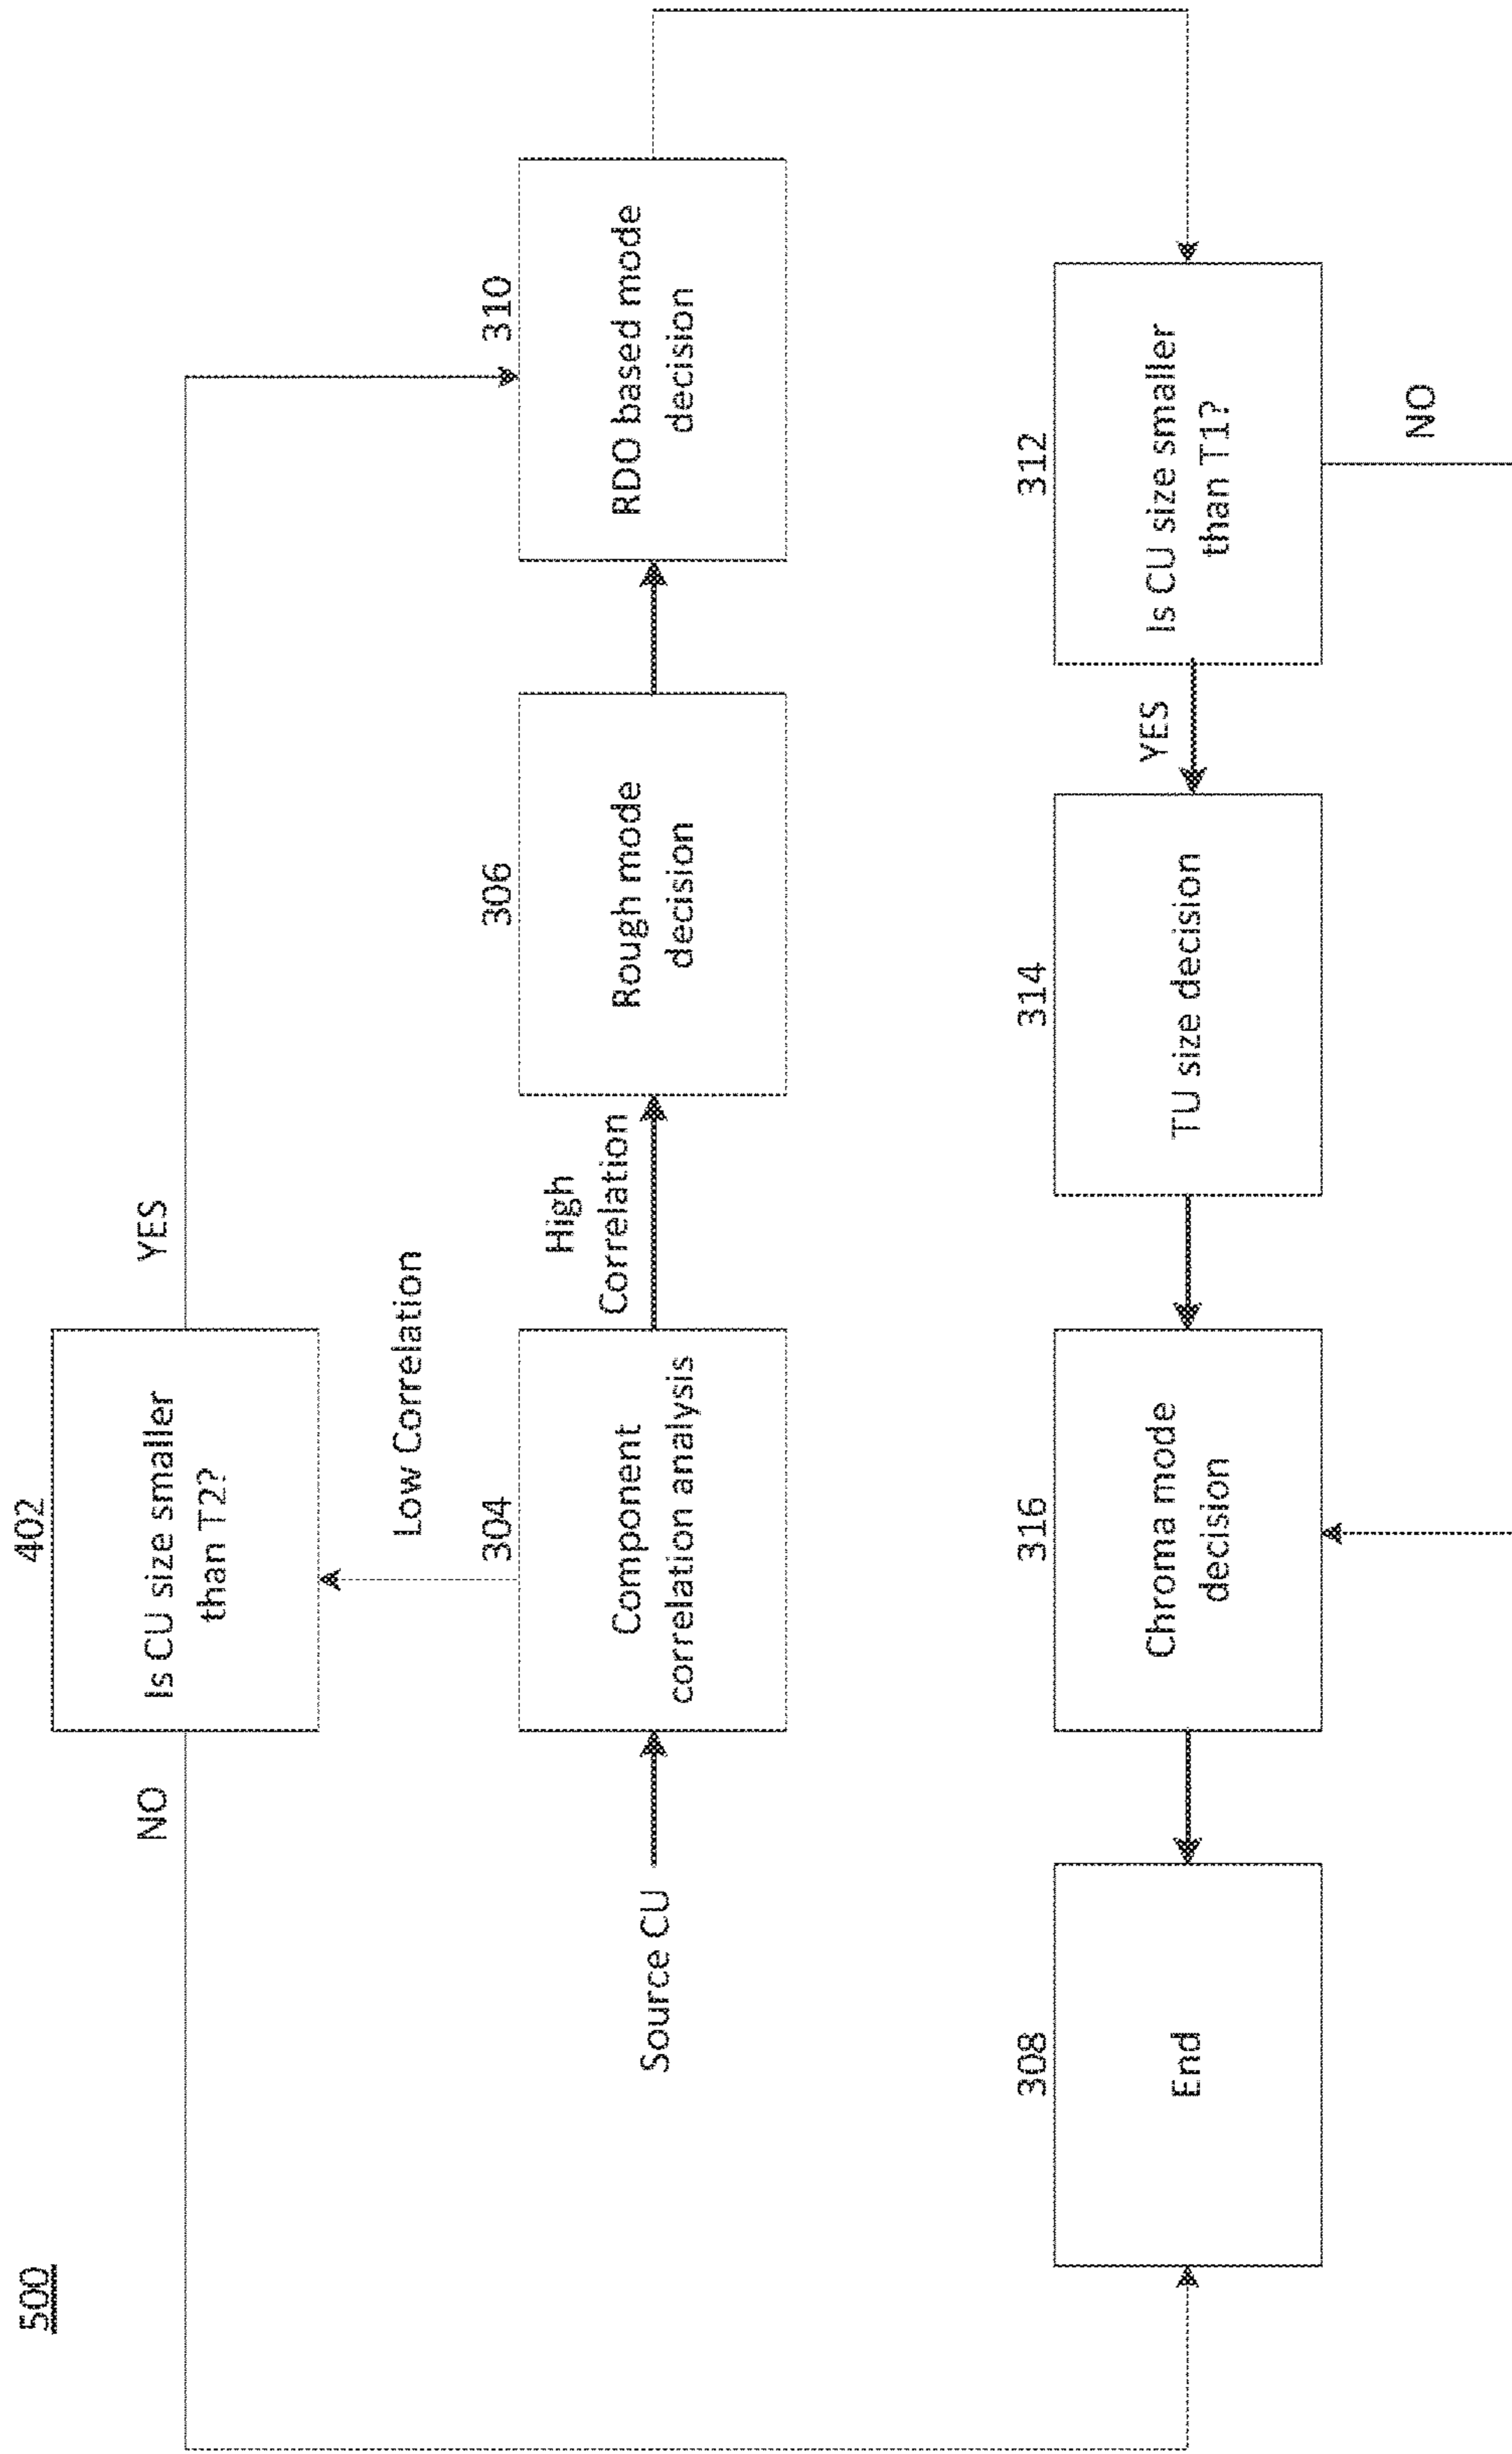 500
402
Is CU size smaller
than T2?
NO
YES
Low Correlation
304
Component
correlation analysis
Source CU
High
Correlation
306
Rough mode
decision
310
RDO based mode
decision
308
End
316
Chroma mode
decision
314
TU size decision
YES
312
Is CU size smaller
than T1?
NO